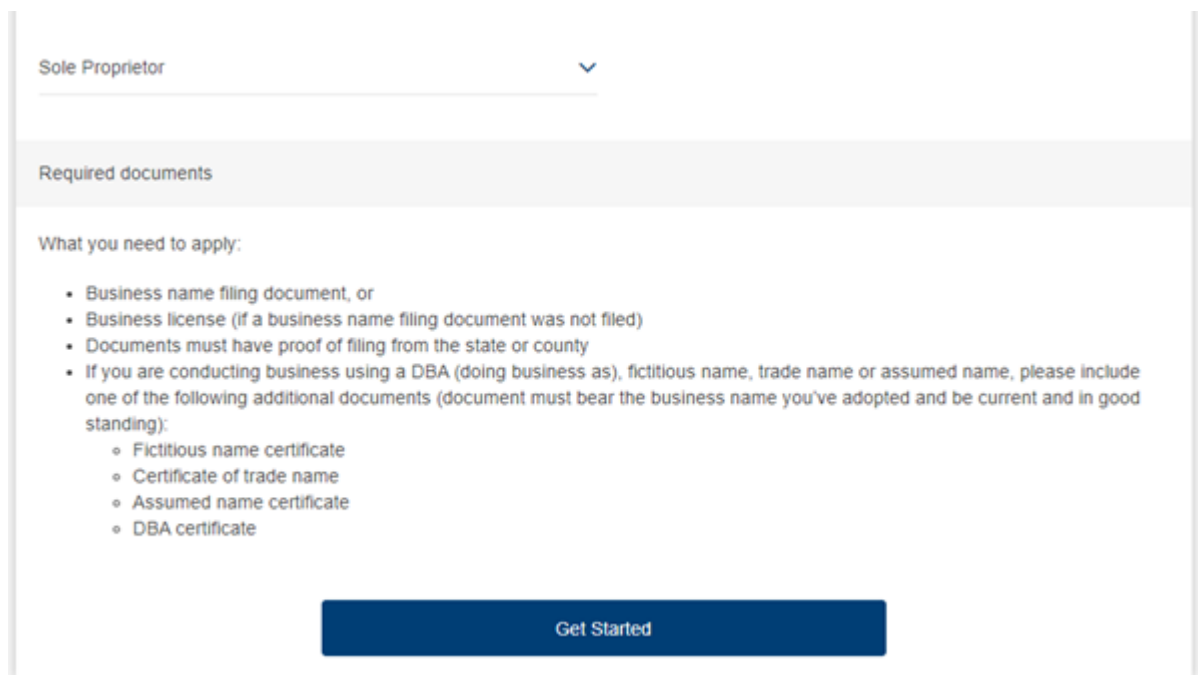 Sole Proprietor
Required documents
What you need to apply:
• Business name filing document, or
• Business license (if a business name filing document was not filed)
• Documents must have proof of filing from the state or county
• If you are conducting business using a DBA (doing business as), fictitious name, trade name or assumed name, please include
one of the following additional documents (document must bear the business name you've adopted and be current and in good
standing):
◦ Fictitious name certificate
◦ Certificate of trade name
◦ Assumed name certificate
◦ DBA certificate
Get Started